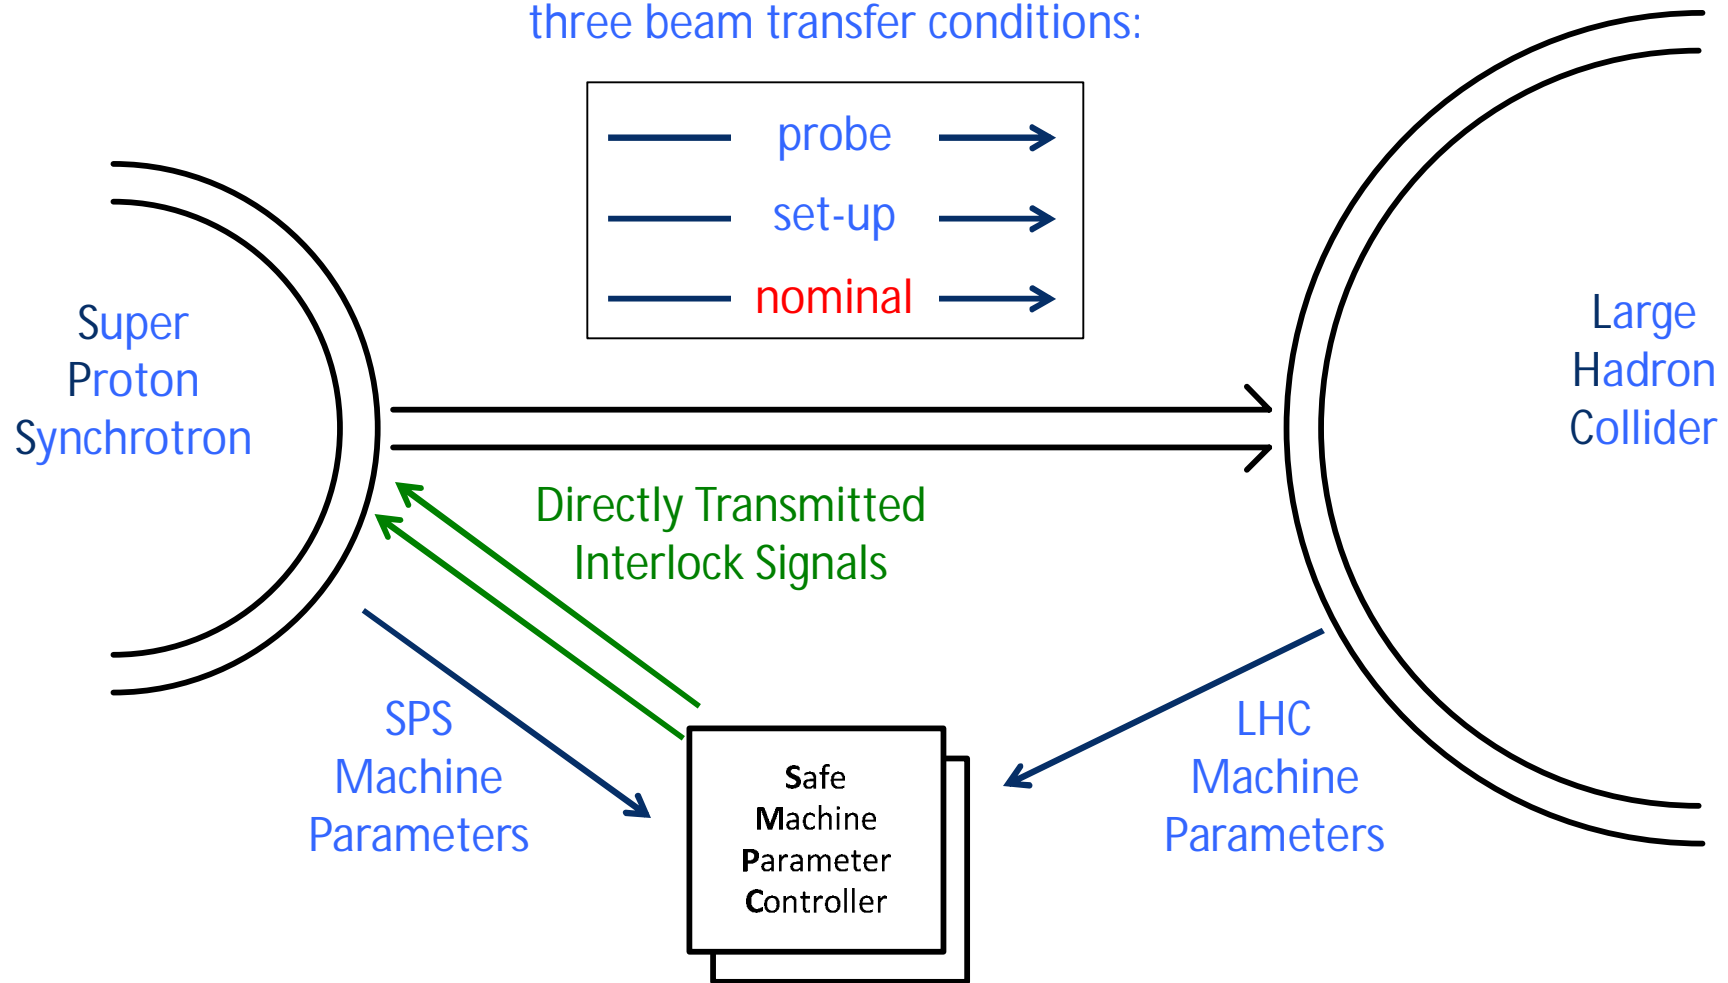 three beam transfer conditions:
probe
set-up
nominal
Super
Proton
Synchrotron
Large
Hadron
Collider
Directly Transmitted
Interlock Signals
SPS
Machine
Parameters
LHC
Machine
Parameters
Safe
Machine
Parameter
Controller